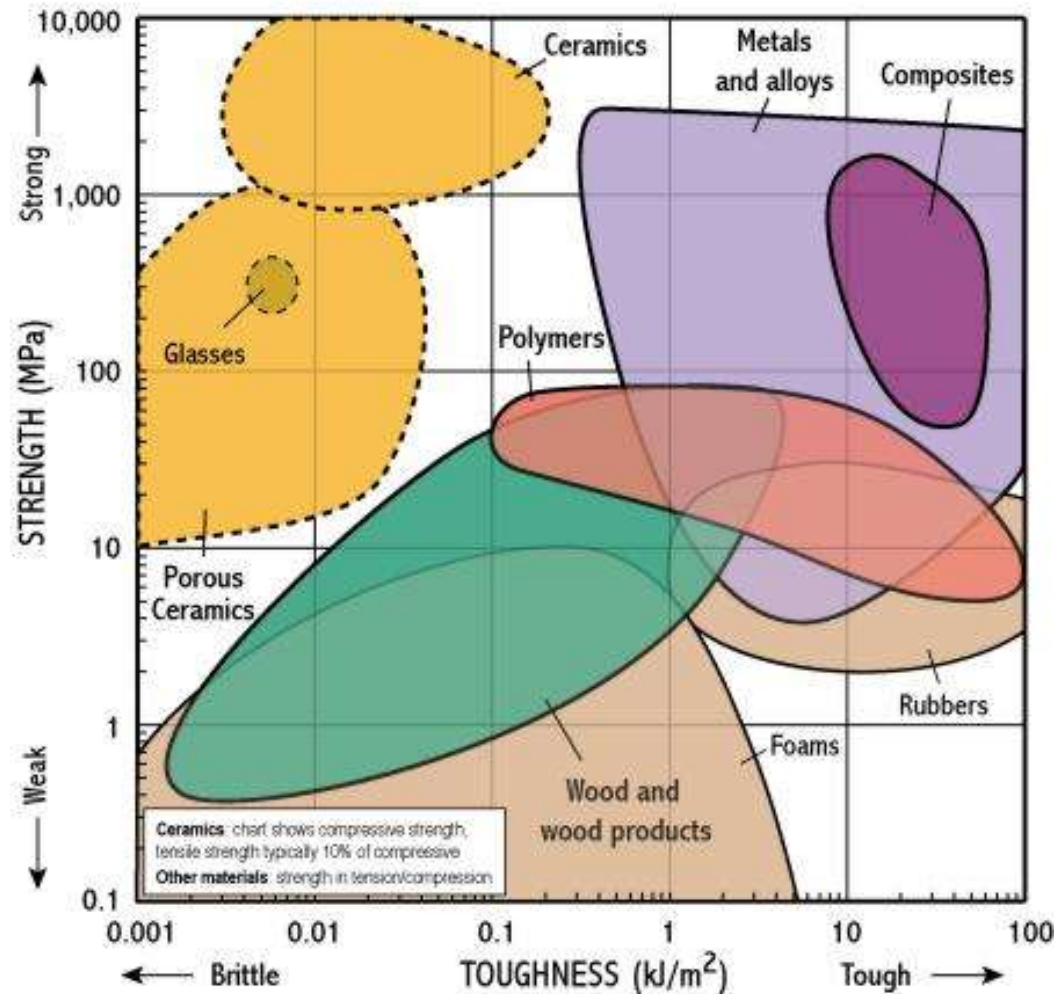 10,000
1,000
100
10
1
0.1
Strong
STRENGTH (MPa)
Weak
Ceramics
Metals
and alloys
Composites
Glasses
Polymers
Porous
Ceramics
Rubbers
Foams
Wood and
wood products
Ceramics: chart shows compressive strength,
tensile strength typically 10% of compressive
Other materials: strength in tension/compression
0.001
0.01
0.1
1
10
100
Brittle
TOUGHNESS (kJ/m²)
Tough